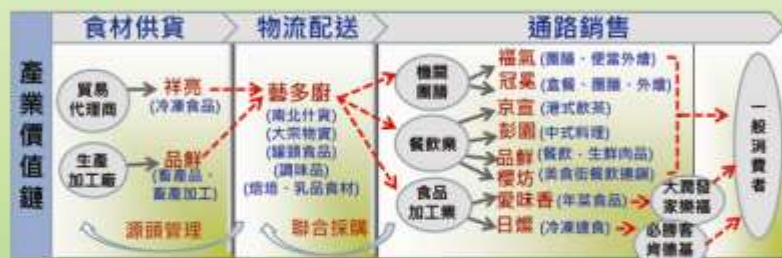 食材供貨
物流配送
通路銷售
產業價值鏈
貿易
代理商
祥亮
(冷凍食品)
生產
加工廠
品鮮
(畜產品、
畜產加工)
源頭管理
藝多廚
(南北什貨)
(大宗物資)
(罐頭食品)
(調味品)
(焙焙、乳品食材)
聯合採購
機關
團膳
福氣(團膳、便當外燴)
冠冕(盒餐、團膳、外燴)
餐飲業
京宣(港式飲茶)
彭園(中式料理)
品鮮(餐飲、生鮮肉品)
櫻坊(美食街餐飲連鎖)
食品
加工業
愛味香(年菜食品)
日燦(冷凍速食)
大潤發
家樂福
必勝客
肯德基
一般消費者